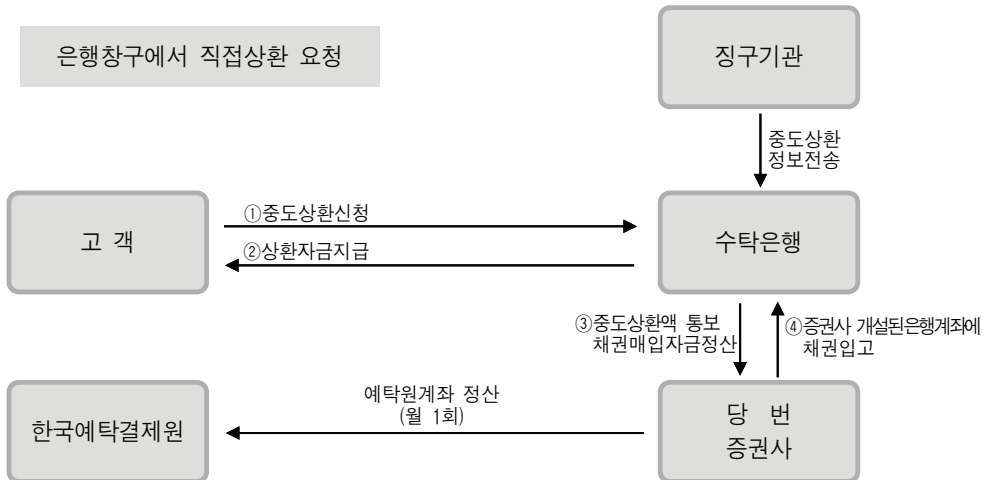 은행창구에서 직접상환 요청
징구기관
중도상환
정보전송
고 객
①중도상환신청
②상환자금지급
수탁은행
③중도상환액 통보
채권매입자금정산
④증권사 개설된은행계좌에
채권입고
한국예탁결제원
예탁원계좌 정산
(월 1회)
당 번
증권사